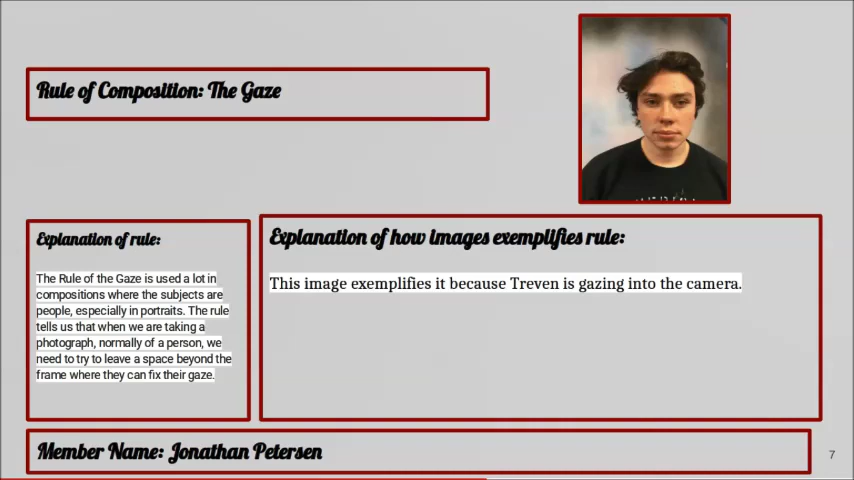 Rule of Composition: The Gaze
Explanation of rule:
The Rule of the Gaze is used a lot in
compositions where the subjects are
people, especially in portraits. The rule
tells us that when we are taking a
photograph, normally of a person, we
need to try to leave a space beyond the
frame where they can fix their gaze.
Explanation of how images exemplifies rule:
This image exemplifies it because Treven is gazing into the camera.
Member Name: Jonathan Petersen
7